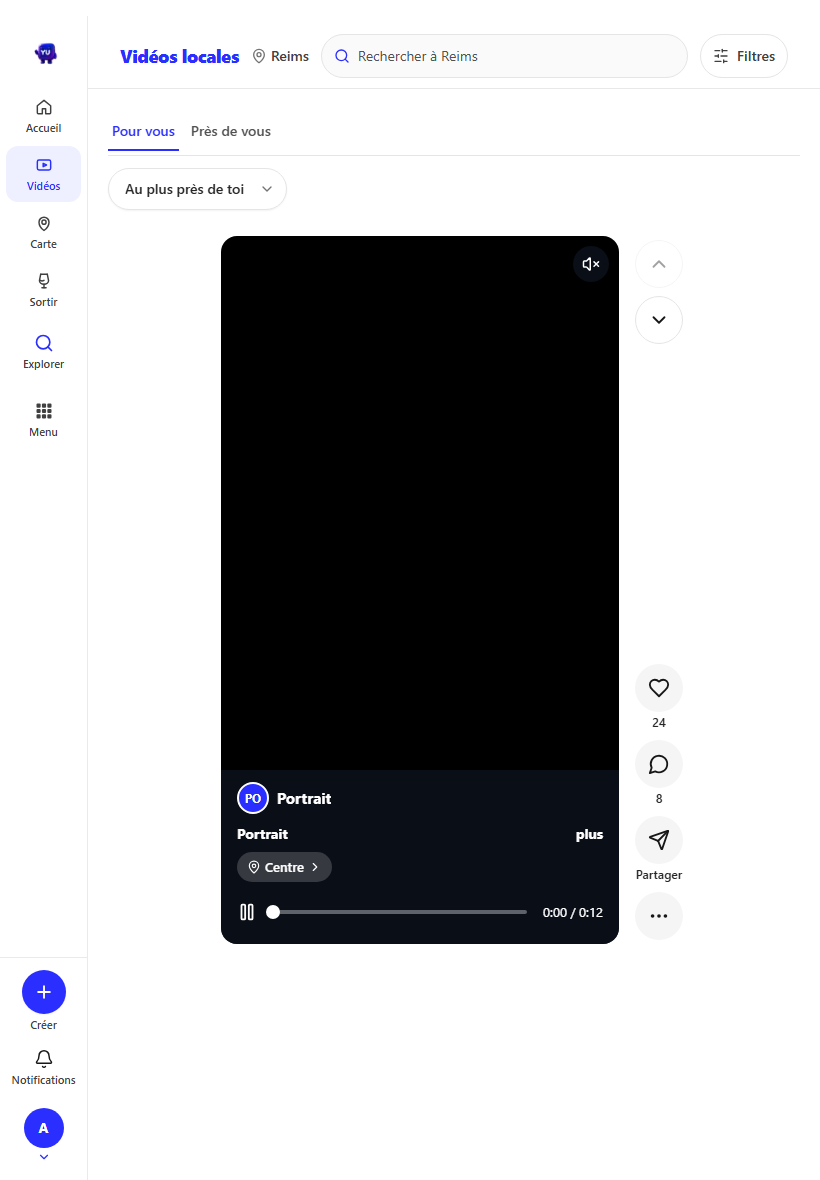 YU
Vidéos locales
Reims
Rechercher à Reims
Filtres
Accueil
Vidéos
Carte
Sortir
Explorer
Menu
Pour vous
Près de vous
Au plus près de toi
24
8
Partager
PO
Portrait
Portrait
plus
Centre
0:00 / 0:12
Créer
Notifications
A